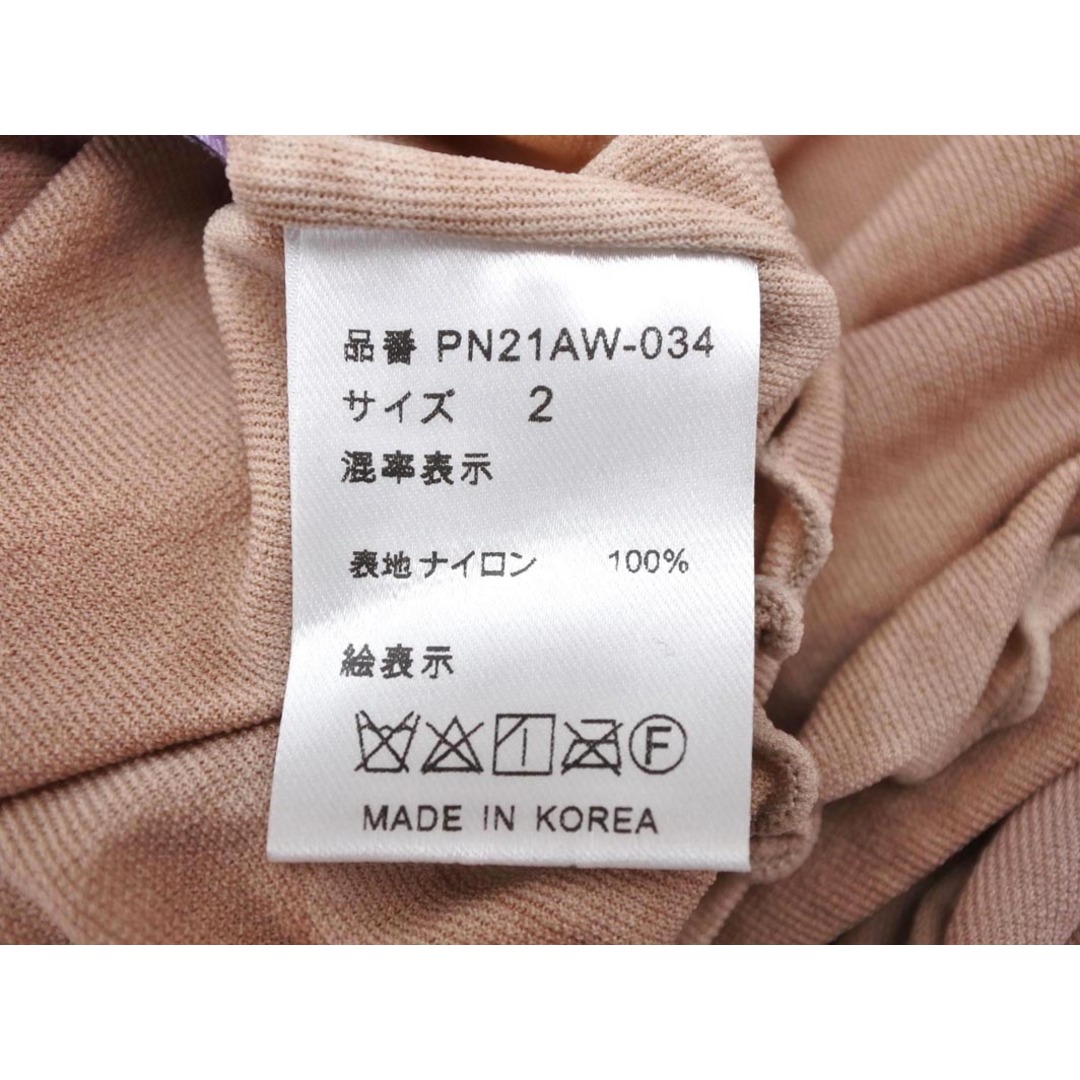 品番 PN21AW-034
サイズ 2
混率表示
表地ナイロン 100%
絵表示
F
MADE IN KOREA